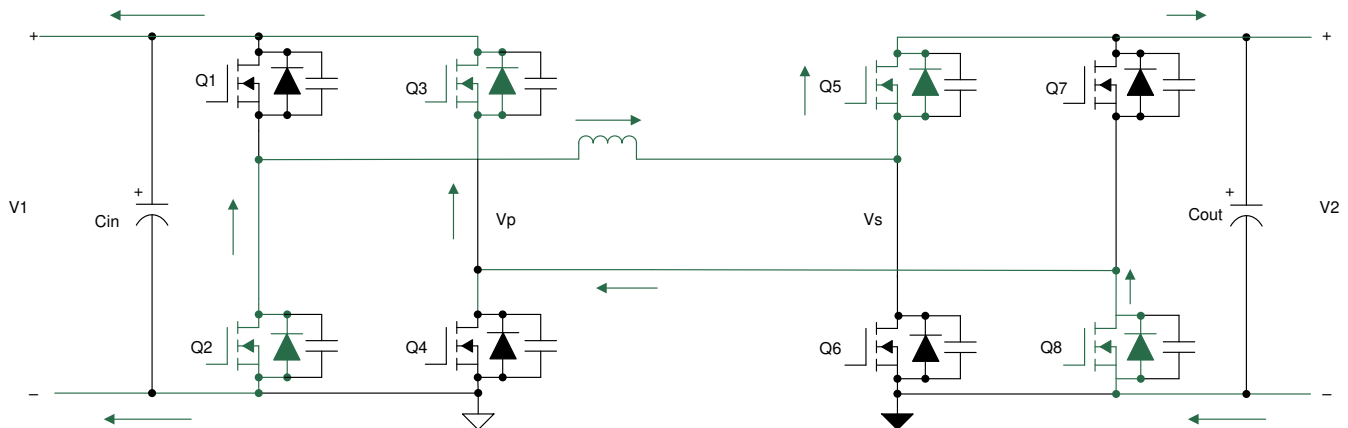 Q1
Q3
Q5
Q7
+
+
V1
+
Cin
Vp
Vs
+
Cout
V2
Q2
Q4
Q6
Q8
–
–